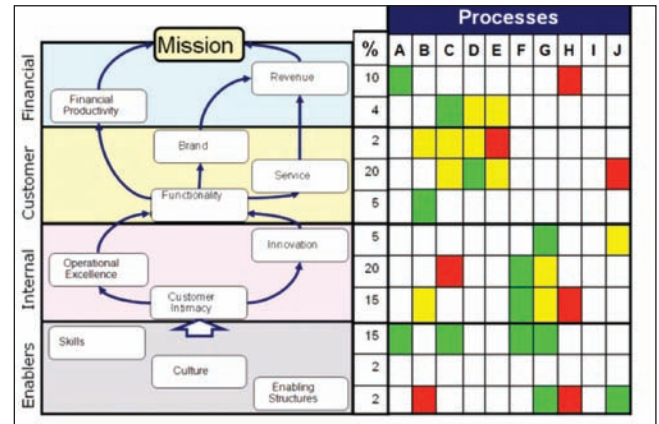 Processes
Mission
%
A B C D E F G H I J
Financial
Revenue
10
Financial
Productivity
4
Customer
Brand
2
Service
20
Functionality
5
Internal
Innovation
5
Operational
Excellence
20
Customer
Intimacy
15
Enablers
Skills
15
Culture
2
Enabling
Structures
2